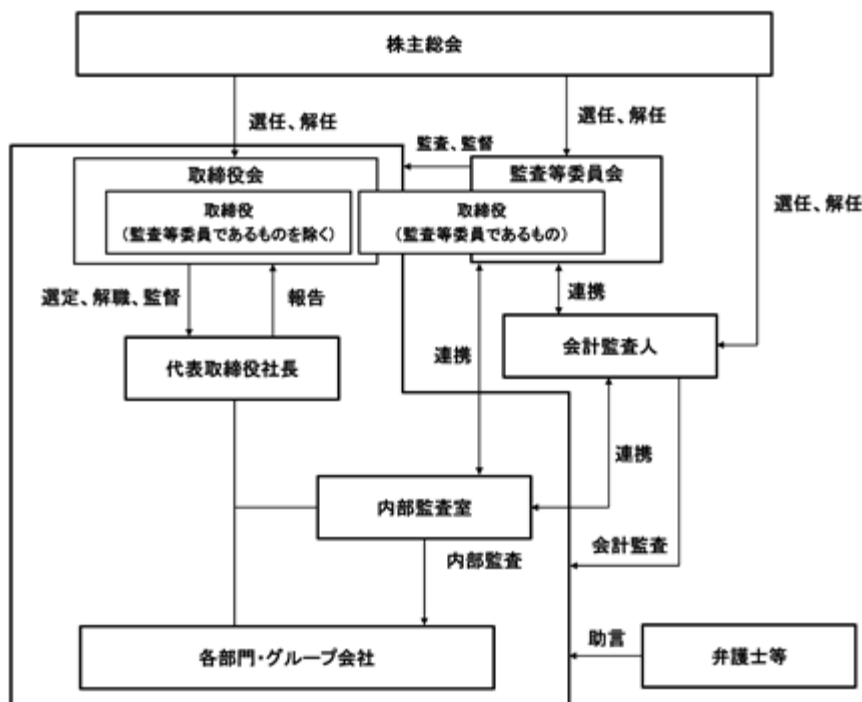 株主総会
選任、解任
選任、解任
監査、監督
取締役会
監査等委員会
選任、解任
取締役
（監査等委員であるものを除く）
取締役
（監査等委員であるもの）
選定、解職、監督
報告
連携
連携
会計監査人
代表取締役社長
連携
内部監査室
会計監査
内部監査
各部門・グループ会社
助言
弁護士等